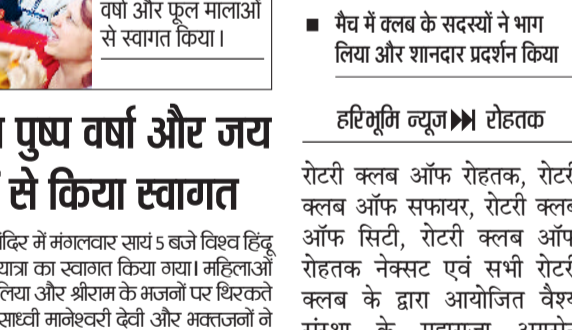 वर्षा और फूल मालाओं
से स्वागत किया।
पुष्प वर्षा और जय
से किया स्वागत
में मंगलवार सायं 5 बजे विश्व हिंदू
यात्रा का स्वागत किया गया। महिलाओं
लिया और श्रीराम के भजनों पर थिरकते
साध्वी मानेश्वरी देवी और भक्तजनों ने
■ मैच में क्लब के सदस्यों ने भाग
लिया और शानदार प्रदर्शन किया
हरिभूमि न्यूज▶▶| रोहतक
रोटरी क्लब ऑफ रोहतक, रोटरी
क्लब ऑफ सफायर, रोटरी क्लब
ऑफ सिटी, रोटरी क्लब ऑफ
रोहतक नेक्सट एवं सभी रोटरी
क्लब के द्वारा आयोजित वैश्य